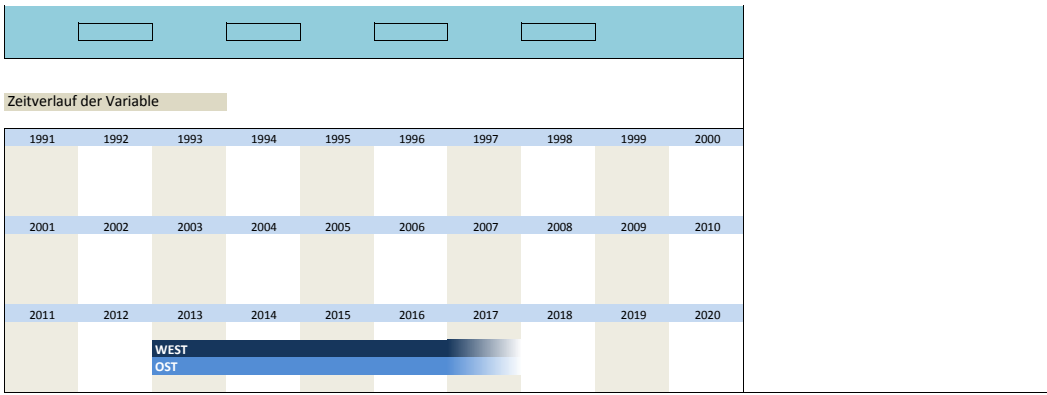 Zeitverlauf der Variable
1991 1992 1993 1994 1995 1996 1997 1998 1999 2000
2001 2002 2003 2004 2005 2006 2007 2008 2009 2010
2011 2012 2013 2014 2015 2016 2017 2018 2019 2020
WEST
OST